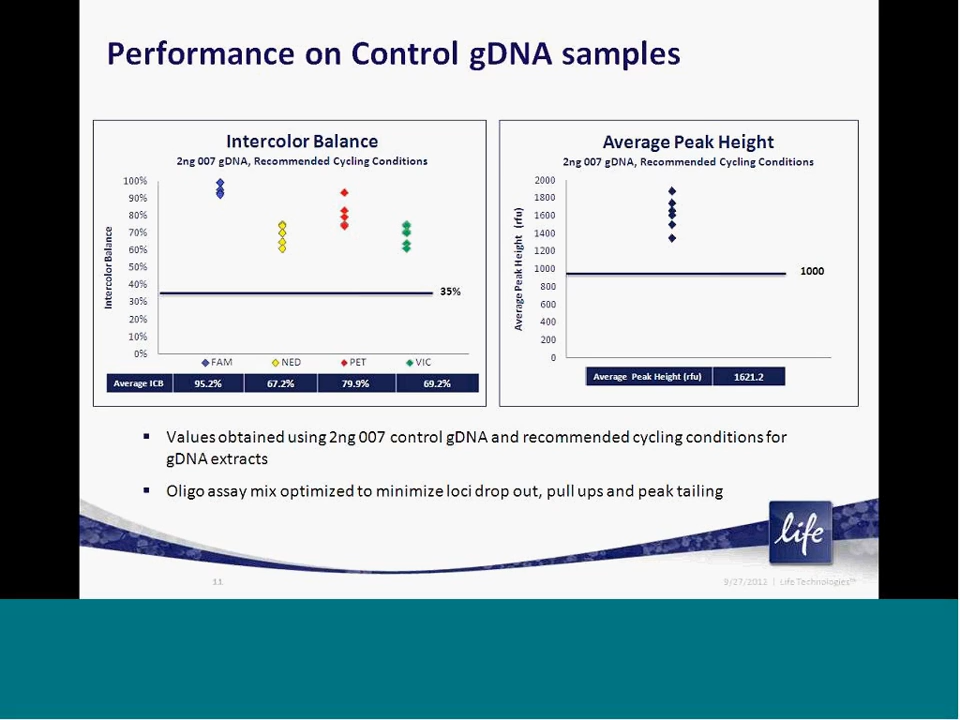 Performance on Control gDNA samples
Intercolor Balance
2ng 007 gDNA, Recommended Cycling Conditions
Intercolor Balance
100%
90%
80%
70%
60%
50%
40%
30%
20%
10%
0%
35%
FAM NED PET VIC
Average ICB 95.2% 67.2% 79.9% 69.2%
Average Peak Height
2ng 007 gDNA, Recommended Cycling Conditions
Average Peak Height (rfu)
2000
1800
1600
1400
1200
1000
800
600
400
200
0
1000
Average Peak Height (rfu) 1621.2
▪ Values obtained using 2ng 007 control gDNA and recommended cycling conditions for
gDNA extracts
▪ Oligo assay mix optimized to minimize loci drop out, pull ups and peak tailing
life
11
9/27/2012 | Life Technologies™